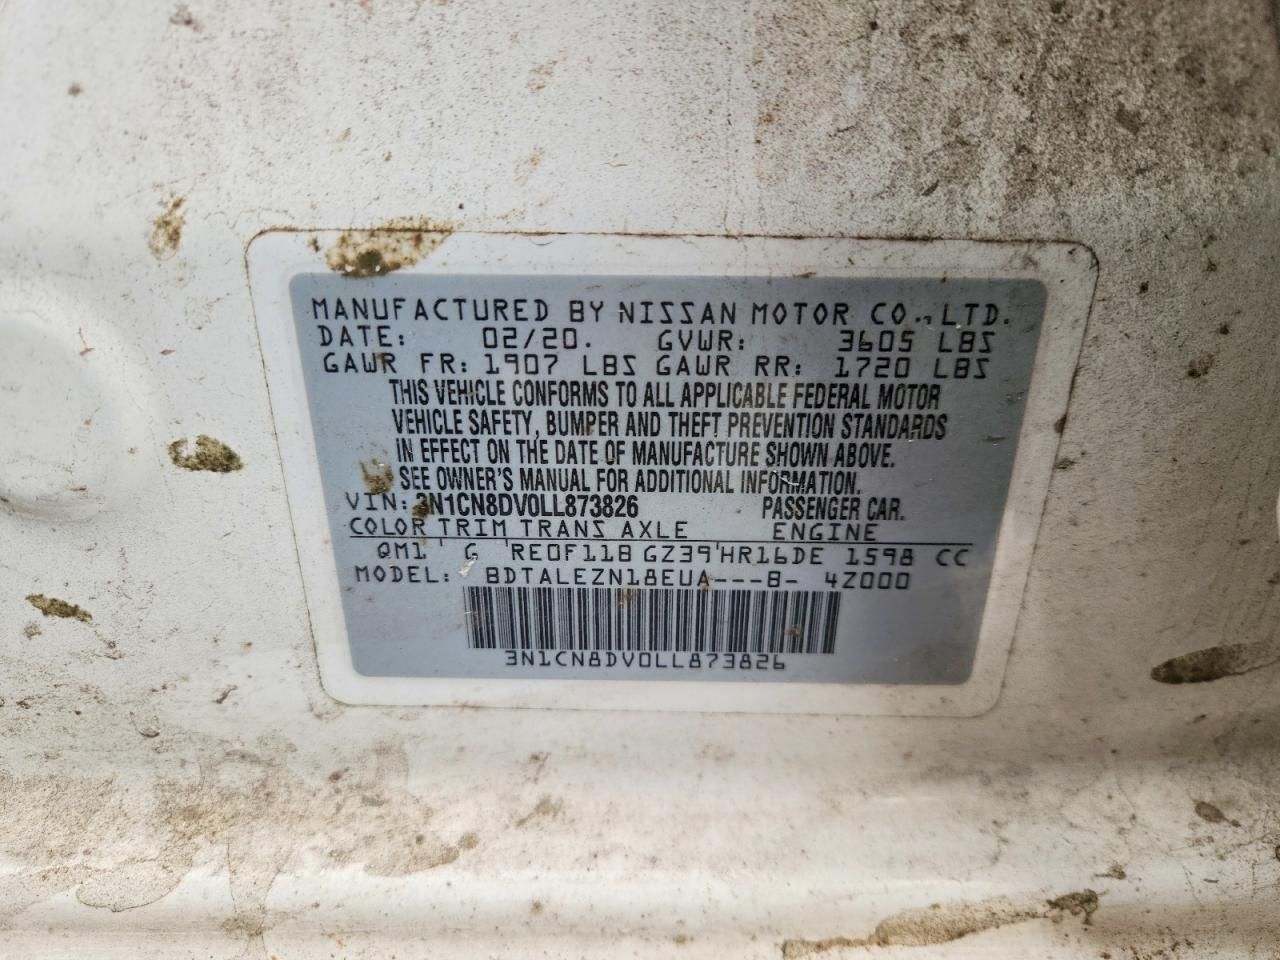 MANUFACTURED BY NISSAN MOTOR CO., LTD.
DATE: 02/20. GVWR: 3605 LBS
GAWR FR: 1907 LBS GAWR RR: 1720 LBS
THIS VEHICLE CONFORMS TO ALL APPLICABLE FEDERAL MOTOR
VEHICLE SAFETY, BUMPER AND THEFT PREVENTION STANDARDS
IN EFFECT ON THE DATE OF MANUFACTURE SHOWN ABOVE.
SEE OWNER'S MANUAL FOR ADDITIONAL INFORMATION.
VIN: 3N1CN8DV0LL873826 PASSENGER CAR.
COLOR TRIM TRANS AXLE ENGINE
QM1 ' G 'RE0F11B GZ39'HR16DE 1598 CC
MODEL: BDTALEZN18EUA---B- 4Z000
3N1CN8DV0LL873826